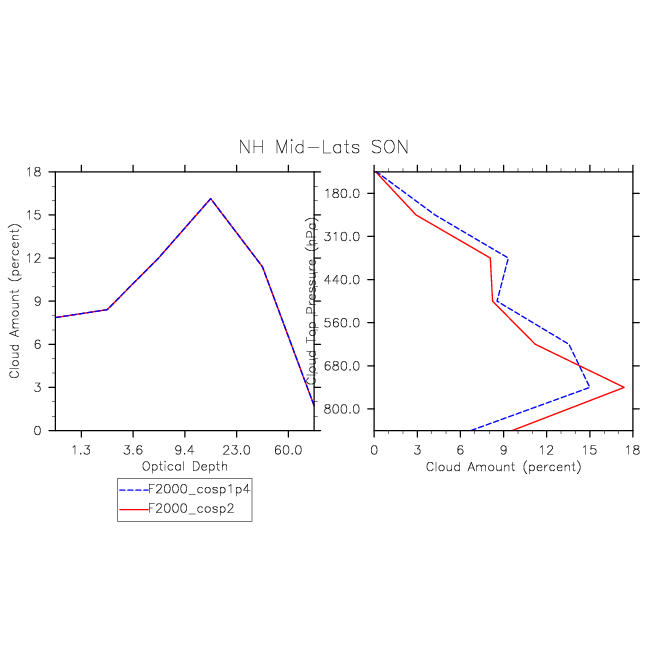 NH Mid-Lats SON
Cloud Amount (percent)
18
15
12
9
6
3
0
1.3 3.6 9.4 23.0 60.0
Optical Depth
Cloud Top Pressure (hPa)
180.0
310.0
440.0
560.0
680.0
800.0
0 3 6 9 12 15 18
Cloud Amount (percent)
F2000_cosp1p4
F2000_cosp2